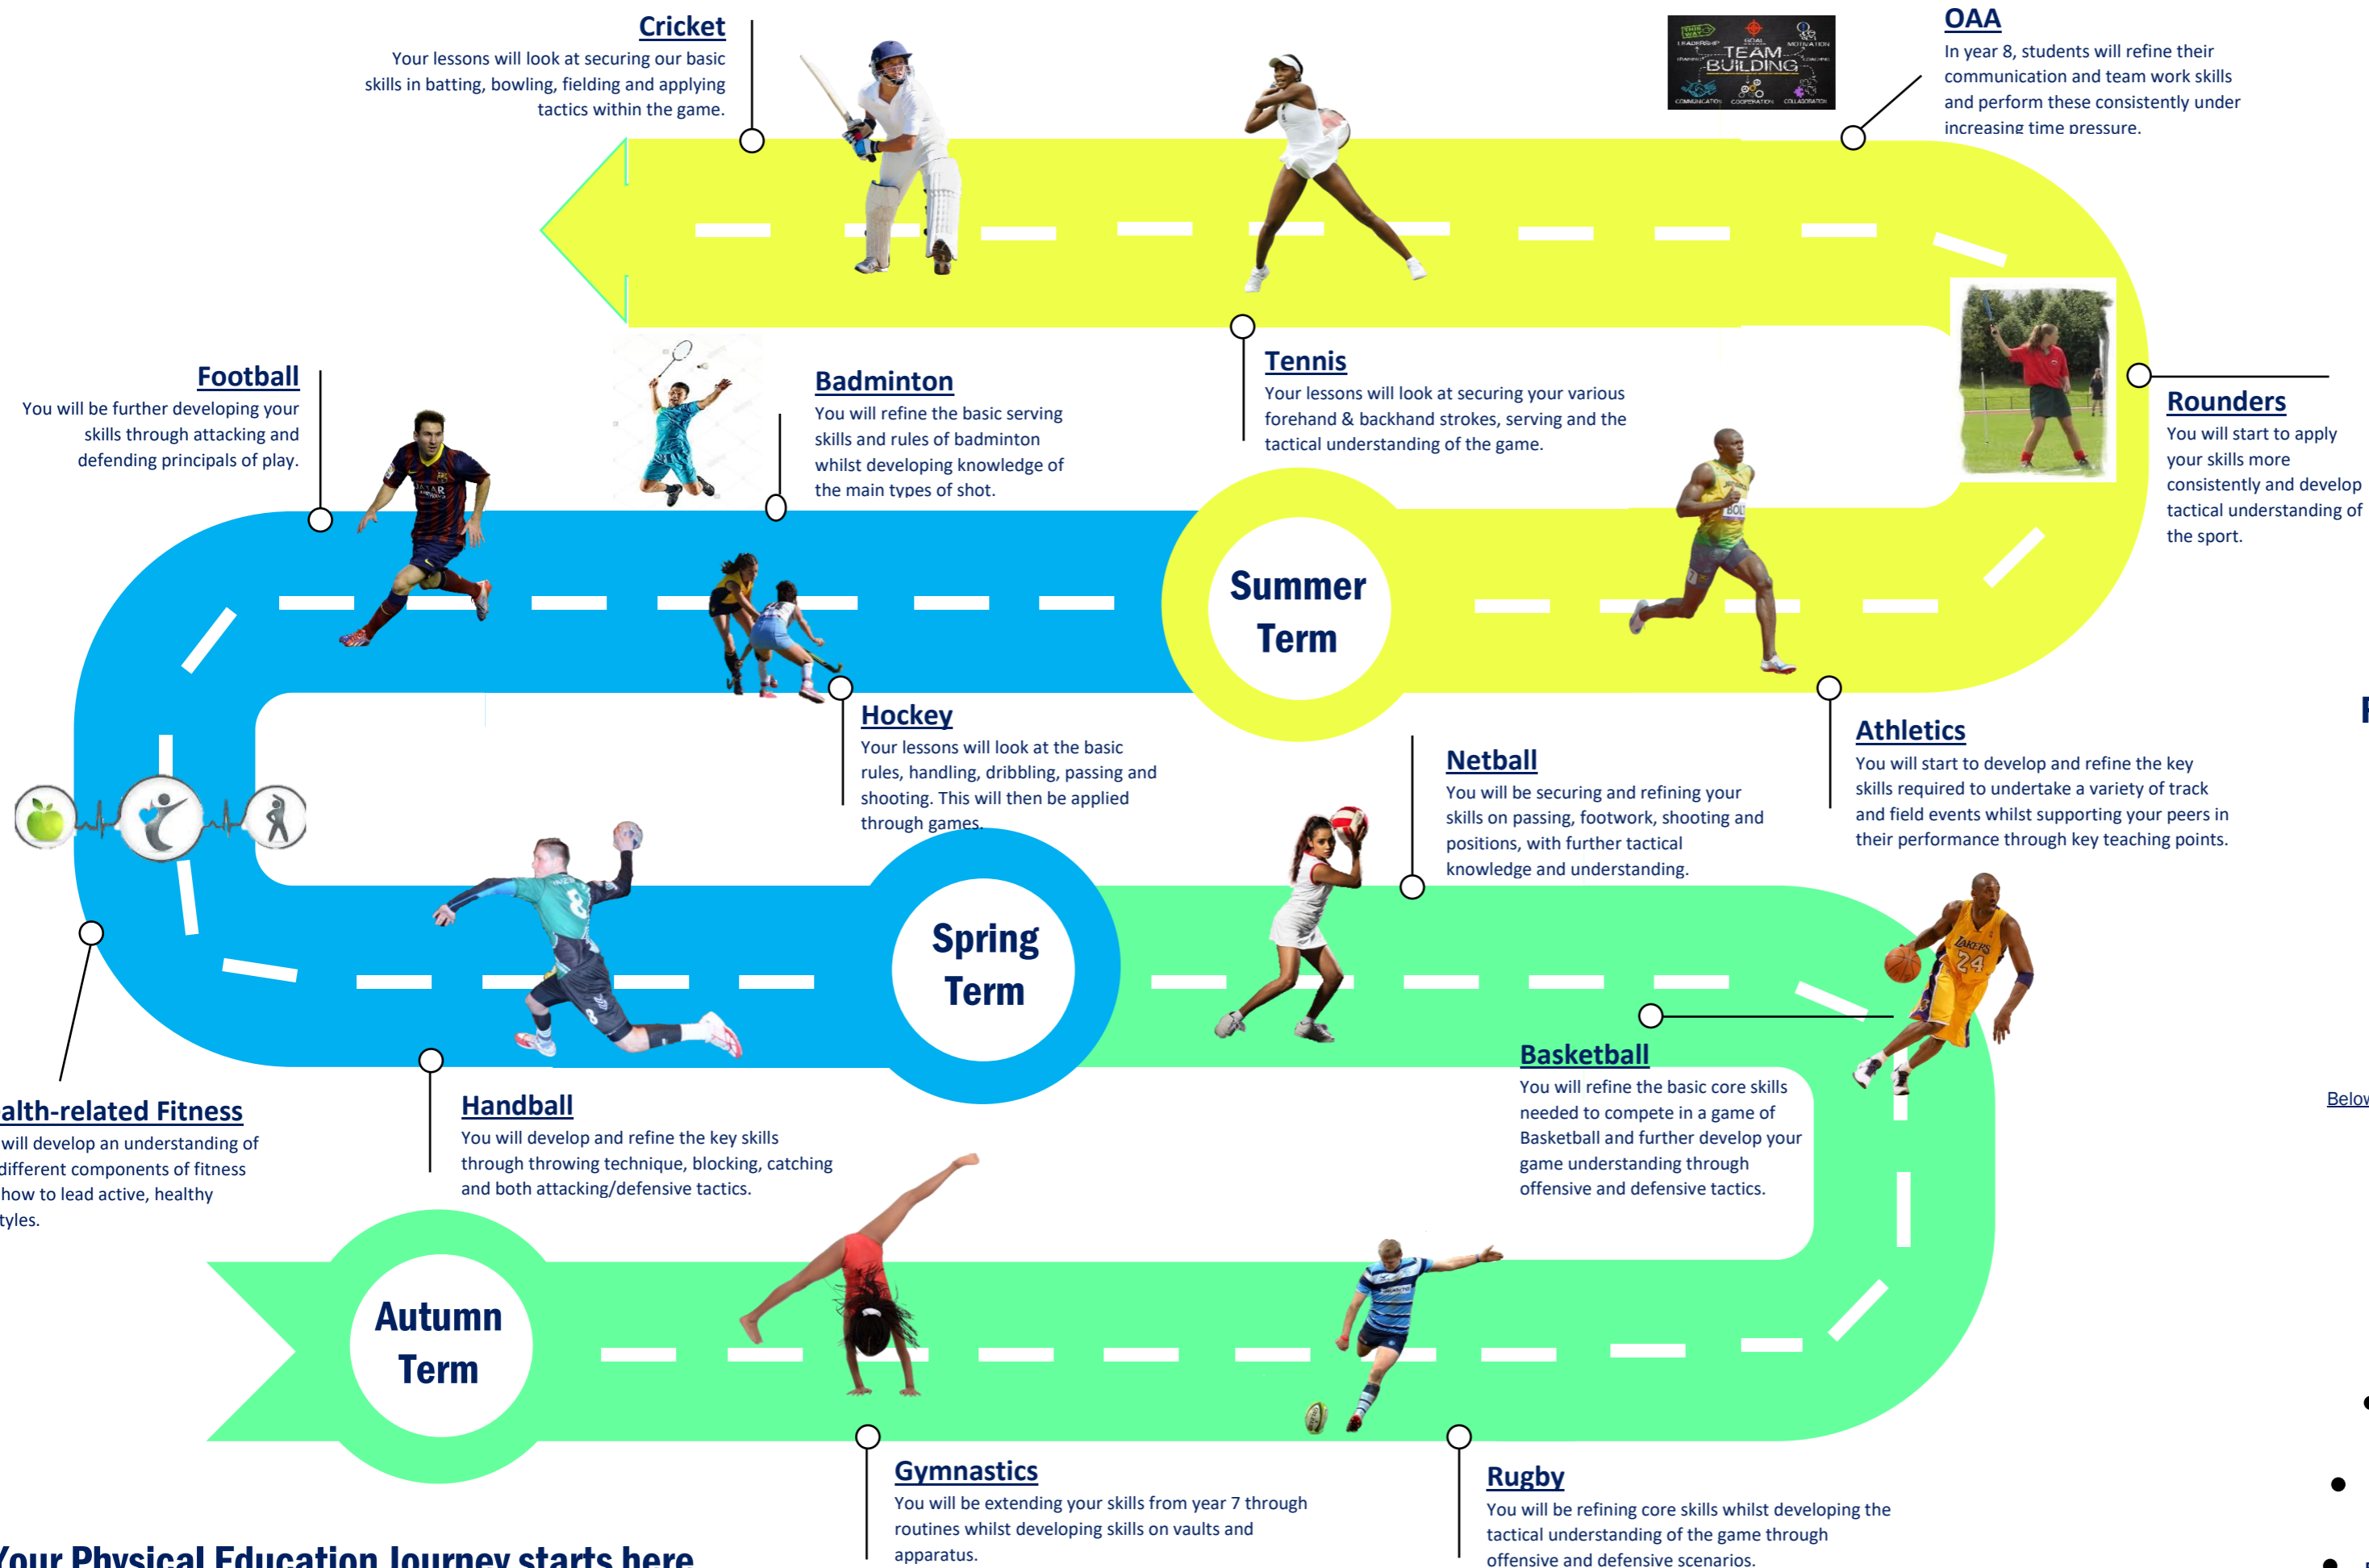 Cricket
Your lessons will look at securing our basic
skills in batting, bowling, fielding and applying
tactics within the game.
THIS WAY
LEADERSHIP
GOAL
MOTIVATION
TEAM
BUILDING
COMMUNICATION
COOPERATION
COLLABORATION
OAA
In year 8, students will refine their
communication and team work skills
and perform these consistently under
increasing time pressure.
Football
You will be further developing your
skills through attacking and
defending principals of play.
Badminton
You will refine the basic serving
skills and rules of badminton
whilst developing knowledge of
the main types of shot.
Tennis
Your lessons will look at securing your various
forehand & backhand strokes, serving and the
tactical understanding of the game.
Rounders
You will start to apply
your skills more
consistently and develop
tactical understanding of
the sport.
BOLT
Summer
Term
Hockey
Your lessons will look at the basic
rules, handling, dribbling, passing and
shooting. This will then be applied
through games.
Netball
You will be securing and refining your
skills on passing, footwork, shooting and
positions, with further tactical
knowledge and understanding.
Athletics
You will start to develop and refine the key
skills required to undertake a variety of track
and field events whilst supporting your peers in
their performance through key teaching points.
8
8
Spring
Term
LAKERS
24
Basketball
You will refine the basic core skills
needed to compete in a game of
Basketball and further develop your
game understanding through
offensive and defensive tactics.
alth-related Fitness
will develop an understanding of
different components of fitness
how to lead active, healthy
tyles.
Handball
You will develop and refine the key skills
through throwing technique, blocking, catching
and both attacking/defensive tactics.
Below
Autumn
Term
Gymnastics
You will be extending your skills from year 7 through
routines whilst developing skills on vaults and
apparatus.
Rugby
You will be refining core skills whilst developing the
tactical understanding of the game through
offensive and defensive scenarios.
Your Physical Education Journey starts here